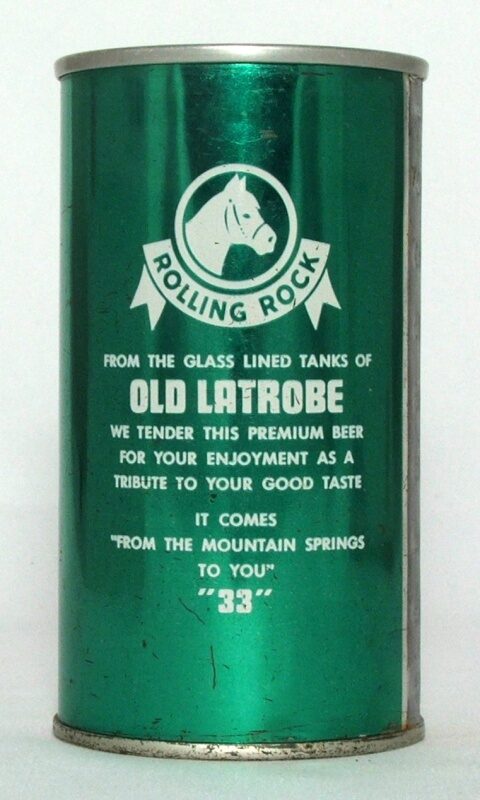 ROLLING ROCK
FROM THE GLASS LINED TANKS OF
OLD LATROBE
WE TENDER THIS PREMIUM BEER
FOR YOUR ENJOYMENT AS A
TRIBUTE TO YOUR GOOD TASTE
IT COMES
"FROM THE MOUNTAIN SPRINGS
TO YOU"
"33"